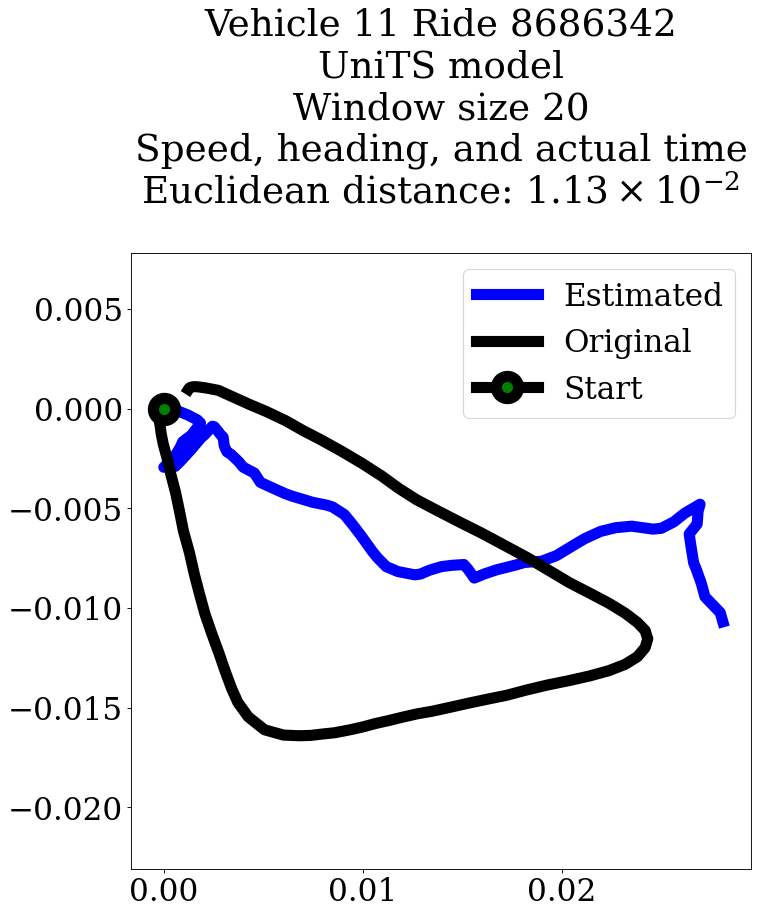 Vehicle 11 Ride 8686342
UniTS model
Window size 20
Speed, heading, and actual time
Euclidean distance: 1.13 × 10⁻²
Estimated
Original
Start
0.005
0.000
−0.005
−0.010
−0.015
−0.020
0.00 0.01 0.02